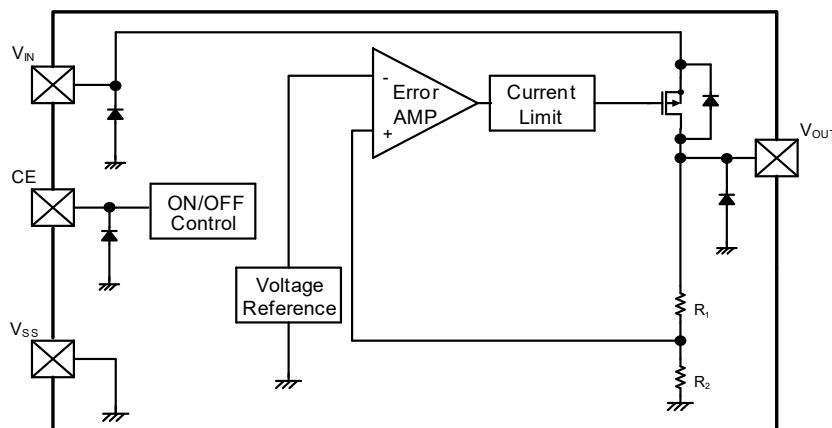 VIN
CE
VSS
ON/OFF
Control
Voltage
Reference
-
Error
AMP
+
Current
Limit
VOUT
R1
R2